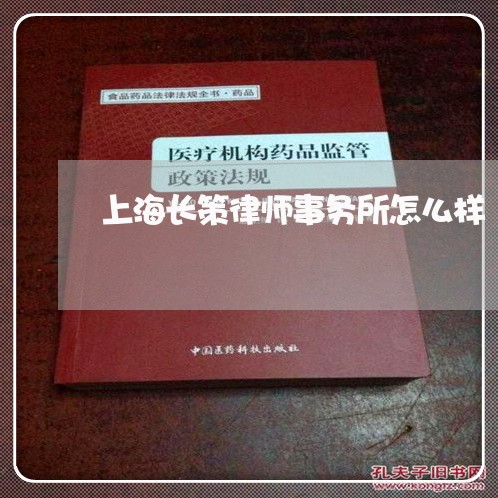 食品药品法律法规全书·药品
医疗机构药品监管
政策法规
上海长策律师事务所怎么样
中国医药科技出版社
孔夫子旧书网
www.kongfz.com